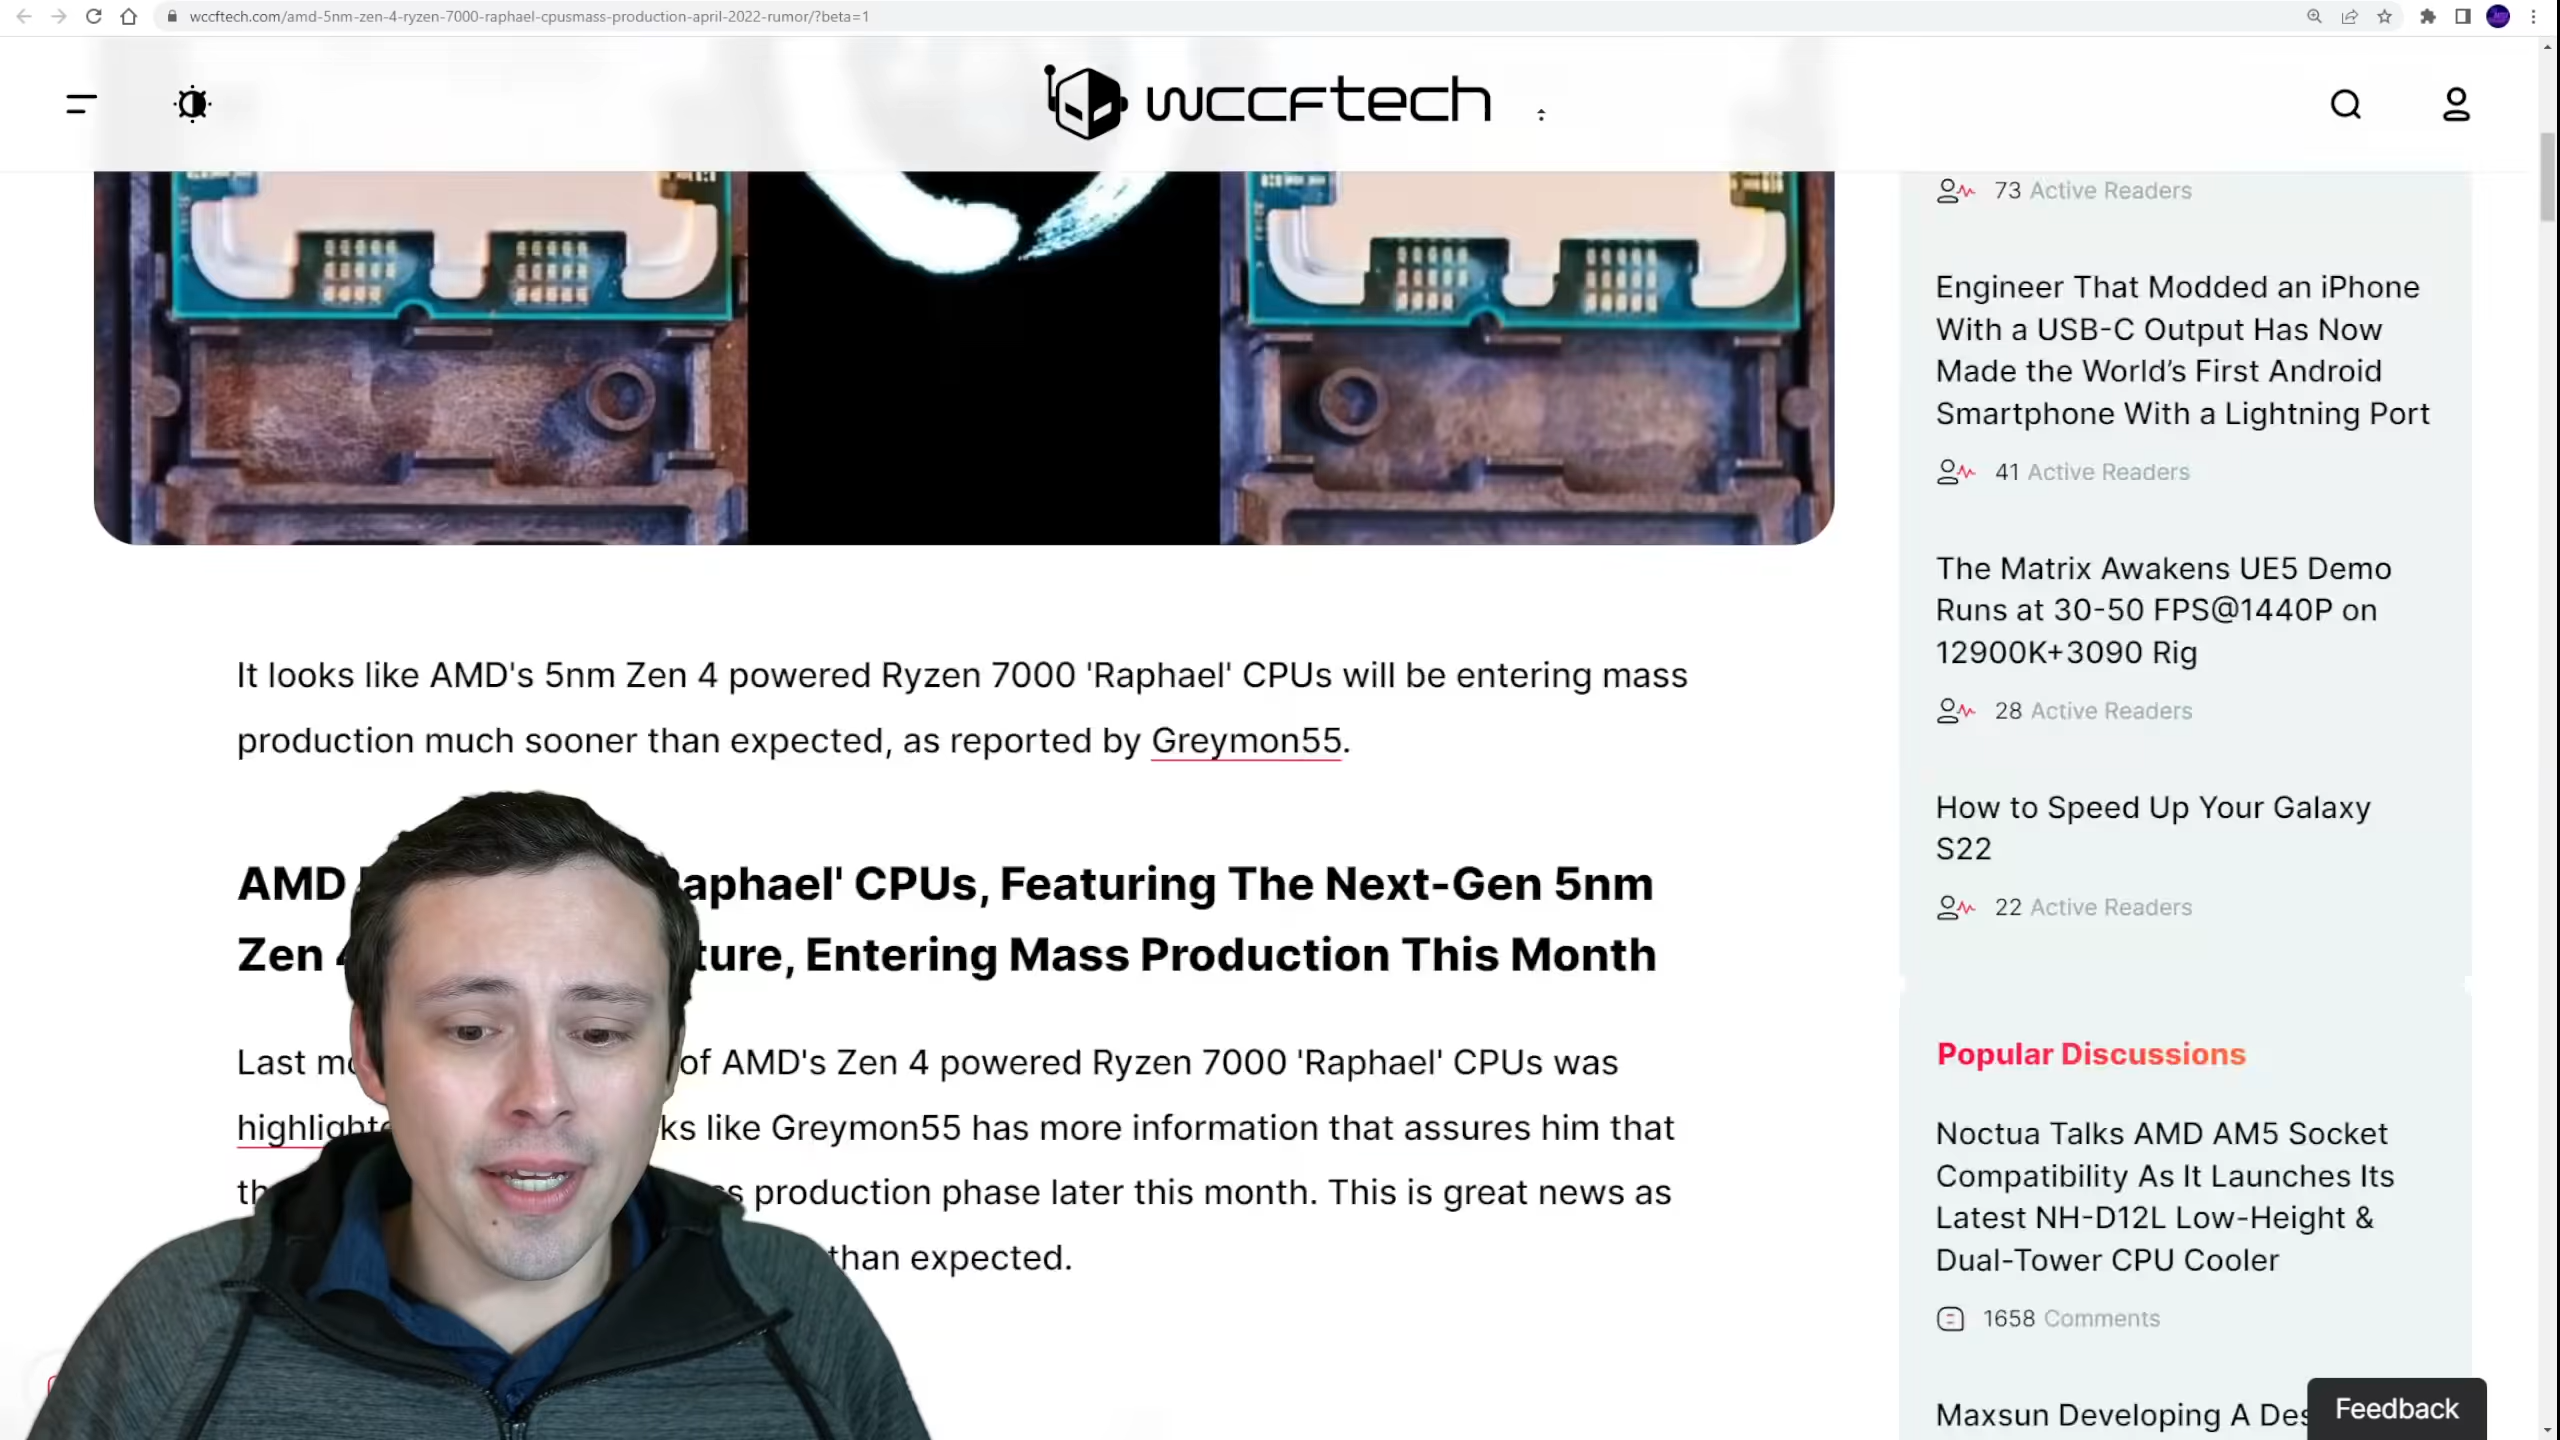 wccftech.com/amd-5nm-zen-4-ryzen-7000-raphael-cpusmass-production-april-2022-rumor/?beta=1
wccftech
It looks like AMD's 5nm Zen 4 powered Ryzen 7000 'Raphael' CPUs will be entering mass
production much sooner than expected, as reported by Greymon55.
AMD aphael' CPUs, Featuring The Next-Gen 5nm
Zen ture, Entering Mass Production This Month
Last of AMD's Zen 4 powered Ryzen 7000 'Raphael' CPUs was
highlighte ks like Greymon55 has more information that assures him that
th s production phase later this month. This is great news as
than expected.
73 Active Readers
Engineer That Modded an iPhone
With a USB-C Output Has Now
Made the World's First Android
Smartphone With a Lightning Port
41 Active Readers
The Matrix Awakens UE5 Demo
Runs at 30-50 FPS@1440P on
12900K+3090 Rig
28 Active Readers
How to Speed Up Your Galaxy
S22
22 Active Readers
Popular Discussions
Noctua Talks AMD AM5 Socket
Compatibility As It Launches Its
Latest NH-D12L Low-Height &
Dual-Tower CPU Cooler
1658 Comments
Maxsun Developing A Des
Feedback